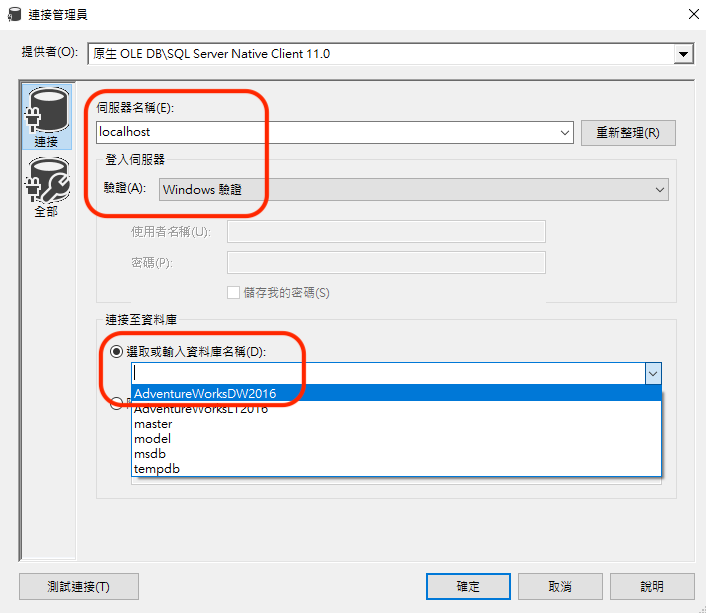 連接管理員
提供者(O):
原生 OLE DB\SQL Server Native Client 11.0
連接
全部
伺服器名稱(E):
localhost
重新整理(R)
登入伺服器
驗證(A):
Windows 驗證
使用者名稱(U):
密碼(P):
儲存我的密碼(S)
連接至資料庫
選取或輸入資料庫名稱(D):
AdventureWorksDW2016
AdventureWorksLT2016
master
model
msdb
tempdb
測試連接(T)
確定
取消
說明